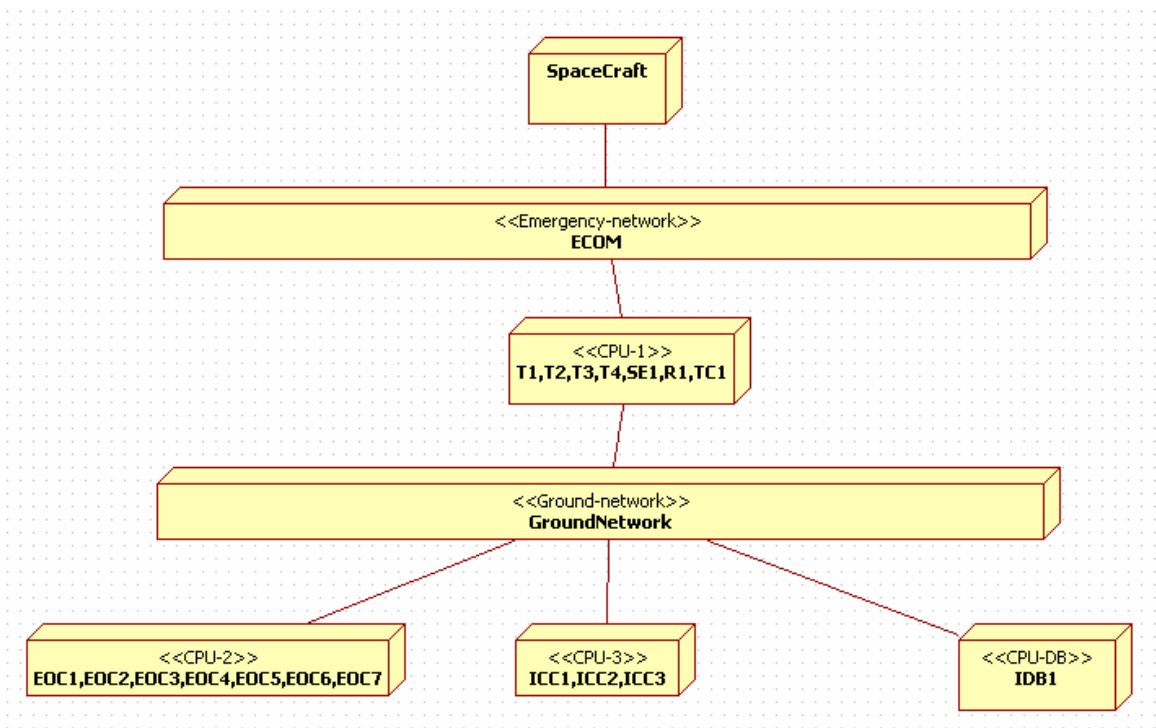 SpaceCraft
<<Emergency-network>>
ECOM
<<CPU-1>>
T1,T2,T3,T4,SE1,R1,TC1
<<Ground-network>>
GroundNetwork
<<CPU-2>>
EOC1,EOC2,EOC3,EOC4,EOC5,EOC6,EOC7
<<CPU-3>>
ICC1,ICC2,ICC3
<<CPU-DB>>
IDB1